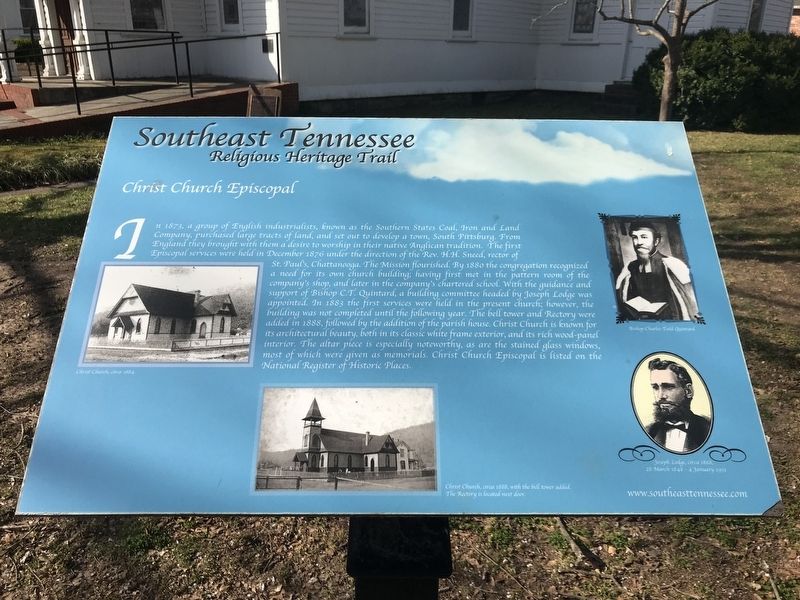 Southeast Tennessee
Religious Heritage Trail
Christ Church Episcopal
In 1873, a group of English industrialists, known as the Southern States Coal, Iron and Land
Company, purchased large tracts of land, and set out to develop a town, South Pittsburg. From
England they brought with them a desire to worship in their native Anglican tradition. The first
Episcopal services were held in December 1876 under the direction of the Rev. H.H. Sneed, rector of
St. Paul's, Chattanooga. The Mission flourished. By 1880 the congregation recognized
a need for its own church building; having first met in the pattern room of the
company's shop, and later in the company's chartered school. With the guidance and
support of Bishop C.T. Quintard, a building committee headed by Joseph Lodge was
appointed. In 1883 the first services were held in the present church; however, the
building was not completed until the following year. The bell tower and Rectory were
added in 1888, followed by the addition of the parish house. Christ Church is known for
its architectural beauty, both in its classic white frame exterior, and its rich wood-panel
interior. The altar piece is especially noteworthy, as are the stained glass windows,
most of which were given as memorials. Christ Church Episcopal is listed on the
National Register of Historic Places.
Christ Church, circa 1884.
Christ Church, circa 1888, with the bell tower added.
The Rectory is located next door.
Bishop Charles Todd Quintard
Joseph Lodge, circa 1888.
28 March 1848 - 4 January 1931
www.southeasttennessee.com